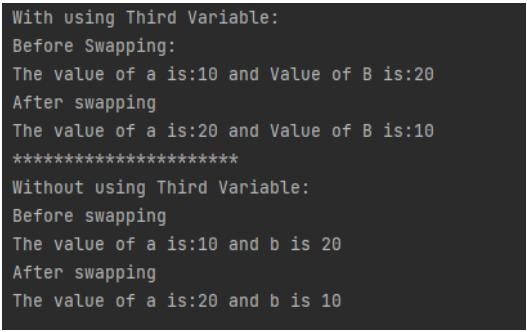 With using Third Variable:
Before Swapping:
The value of a is:10 and Value of B is:20
After swapping
The value of a is:20 and Value of B is:10
**********************
Without using Third Variable:
Before swapping
The value of a is:10 and b is 20
After swapping
The value of a is:20 and b is 10